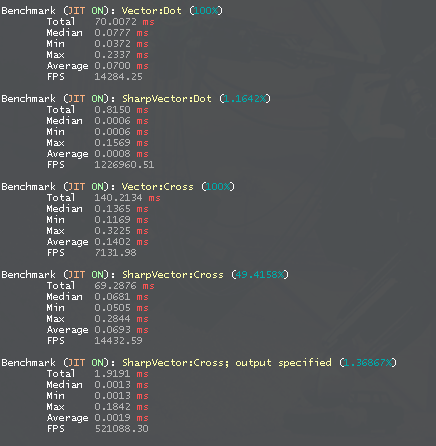 Benchmark (JIT ON): Vector:Dot (100%)
Total 70.0072 ms
Median 0.0777 ms
Min 0.0372 ms
Max 0.2337 ms
Average 0.0700 ms
FPS 14284.25
Benchmark (JIT ON): SharpVector:Dot (1.1642%)
Total 0.8150 ms
Median 0.0006 ms
Min 0.0006 ms
Max 0.1569 ms
Average 0.0008 ms
FPS 1226960.51
Benchmark (JIT ON): Vector:Cross (100%)
Total 140.2134 ms
Median 0.1365 ms
Min 0.1169 ms
Max 0.3225 ms
Average 0.1402 ms
FPS 7131.98
Benchmark (JIT ON): SharpVector:Cross (49.4158%)
Total 69.2876 ms
Median 0.0681 ms
Min 0.0505 ms
Max 0.2844 ms
Average 0.0693 ms
FPS 14432.59
Benchmark (JIT ON): SharpVector:Cross; output specified (1.36867%)
Total 1.9191 ms
Median 0.0013 ms
Min 0.0013 ms
Max 0.1842 ms
Average 0.0019 ms
FPS 521088.30